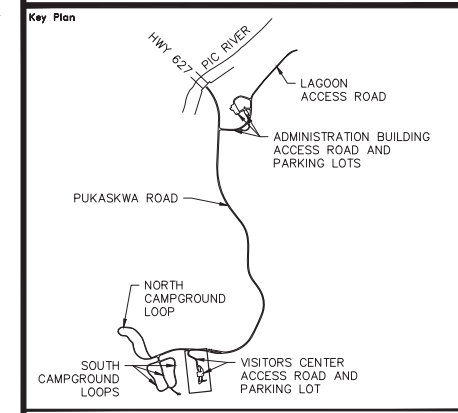 Key Plan
HWY 627
PIC RIVER
LAGOON
ACCESS ROAD
ADMINISTRATION BUILDING
ACCESS ROAD AND
PARKING LOTS
PUKASKWA ROAD
NORTH
CAMPGROUND
LOOP
SOUTH
CAMPGROUND
LOOPS
VISITORS CENTER
ACCESS ROAD AND
PARKING LOT